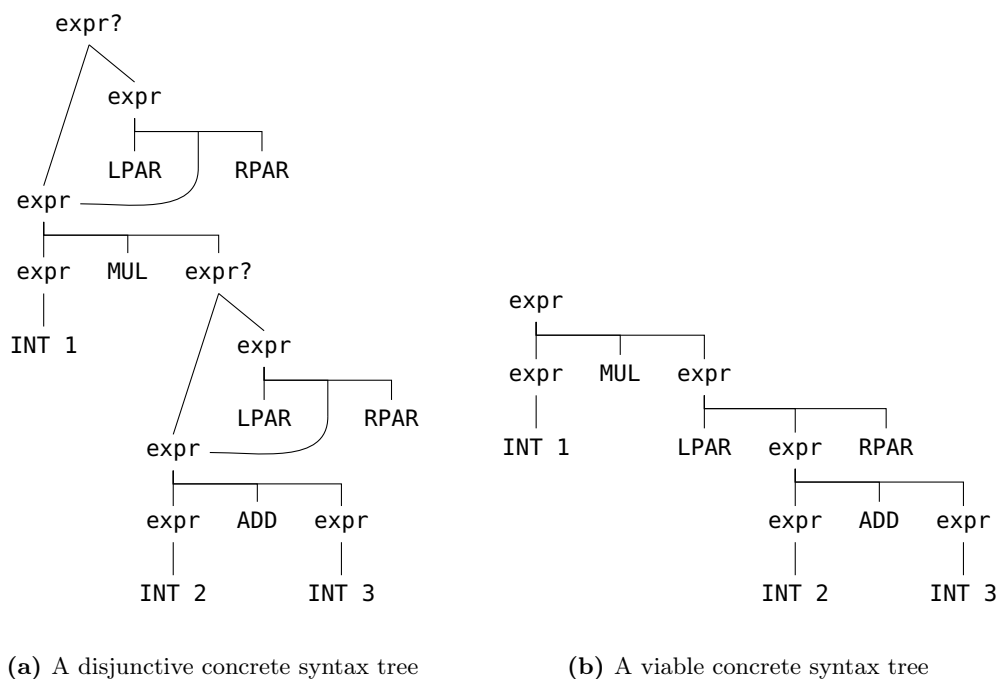 expr?
expr
LPAR RPAR
expr
expr MUL expr?
INT 1
expr
LPAR RPAR
expr
expr ADD expr
INT 2 INT 3
expr
expr MUL expr
INT 1
LPAR expr RPAR
expr ADD expr
INT 2 INT 3
(a) A disjunctive concrete syntax tree
(b) A viable concrete syntax tree